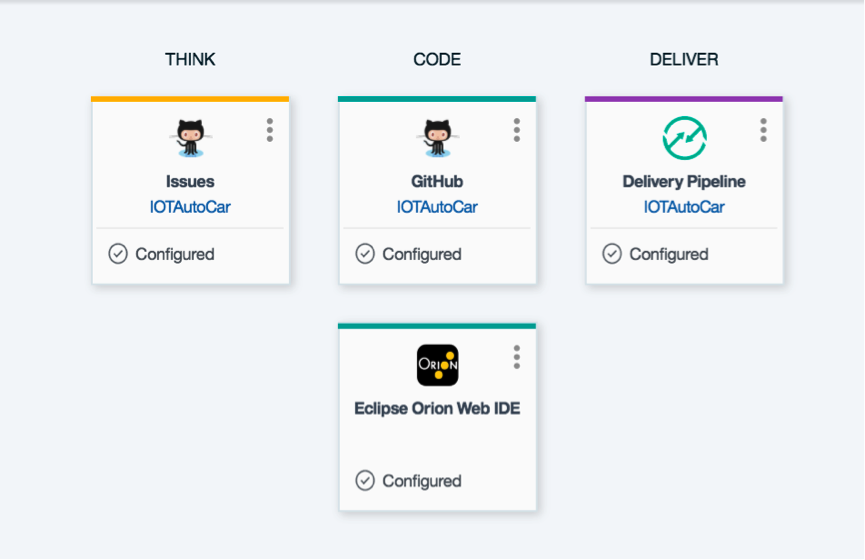 THINK
CODE
DELIVER
Issues
IOTAutoCar
Configured
GitHub
IOTAutoCar
Configured
Delivery Pipeline
IOTAutoCar
Configured
ORION
Eclipse Orion Web IDE
Configured